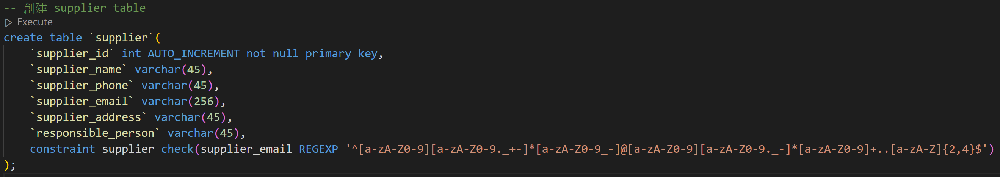 -- 創建 supplier table
Execute
create table `supplier`(
`supplier_id` int AUTO_INCREMENT not null primary key,
`supplier_name` varchar(45),
`supplier_phone` varchar(45),
`supplier_email` varchar(256),
`supplier_address` varchar(45),
`responsible_person` varchar(45),
constraint supplier check(supplier_email REGEXP '^[a-zA-Z0-9][a-zA-Z0-9._+-]*[a-zA-Z0-9_-]@[a-zA-Z0-9][a-zA-Z0-9._-]*[a-zA-Z0-9]+..[a-zA-Z]{2,4}$')
);